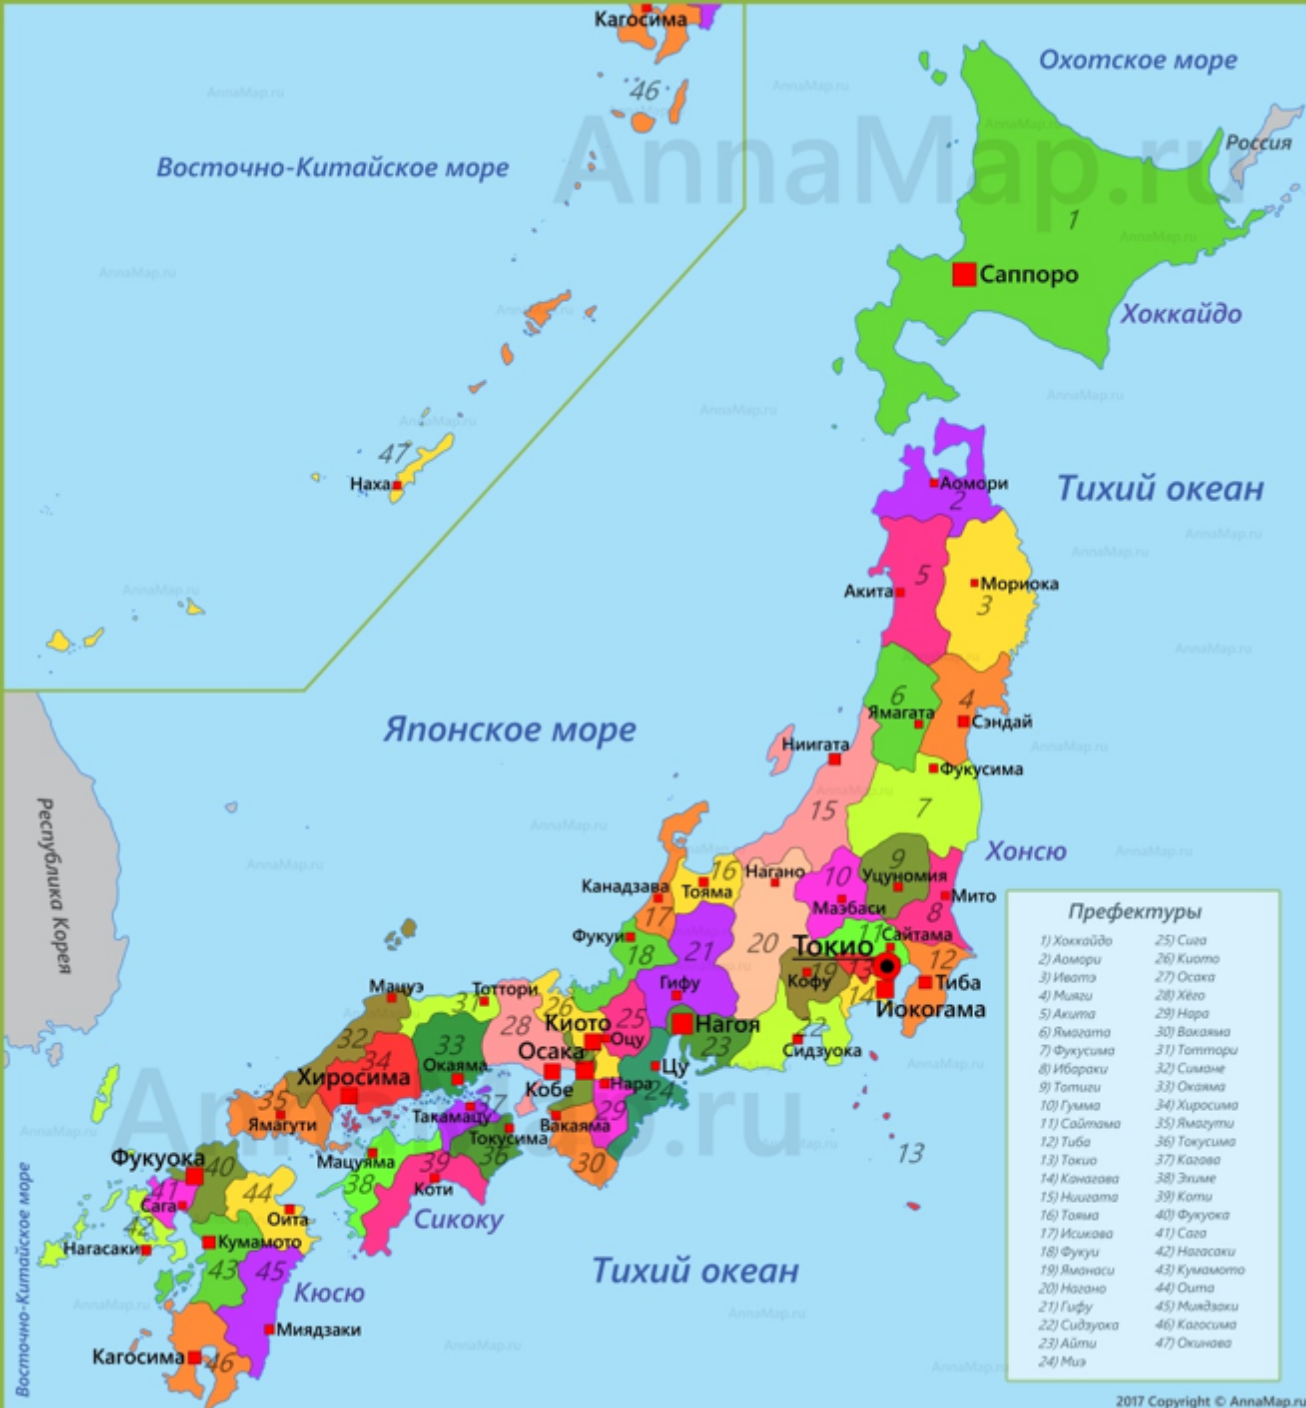 Кагосима
46
Охотское море
AnnaMap.ru
Восточно-Китайское море
Россия
1
Саппоро
Хоккайдо
47
Наха
Аомори
2
Тихий океан
5
Мориока
Акита
3
6
4
Ямагата
Сэндай
Японское море
Ниигата
Фукусима
15
7
Республика Корея
Хонсю
9
16
Нагано
10
Уцуномия
Канадзава
Тояма
Мито
Маэбаси
8
17
11
Сайтама
Фукуи
18
21
20
Токио
12
Кофу
19
13
Гифу
Тиба
14
Мацуэ
Тоттори
31
26
Иокогама
28
Киото
25
Нагоя
22
32
33
Оцу
23
Сидзуока
34
Осака
Окаяма
Цу
Хиросима
Кобе
Нара
24
35
37
29
Такамацу
Ямагути
Вакаяма
Токусима
13
Фукуока
40
Мацуяма
39
36
30
41
44
38
Коти
Сага
42
Оита
Сикоку
Нагасаки
Кумамото
43
45
Тихий океан
Кюсю
Миядзаки
Кагосима
46
Восточно-Китайское море
AnnaMap.ru
Префектуры
1) Хоккайдо
2) Аомори
3) Иватэ
4) Мияги
5) Акита
6) Ямагата
7) Фукусима
8) Ибараки
9) Тотиги
10) Гумма
11) Сайтама
12) Тиба
13) Токио
14) Канагава
15) Ниигата
16) Тояма
17) Исикава
18) Фукуи
19) Яманаси
20) Нагано
21) Гифу
22) Сидзуока
23) Айти
24) Миэ
25) Сига
26) Киото
27) Осака
28) Хёго
29) Нара
30) Вакаяма
31) Тоттори
32) Симане
33) Окаяма
34) Хиросима
35) Ямагути
36) Токусима
37) Кагава
38) Эхиме
39) Коти
40) Фукуока
41) Сага
42) Нагасаки
43) Кумамото
44) Оита
45) Миядзаки
46) Кагосима
47) Окинава
2017 Copyright © AnnaMap.ru